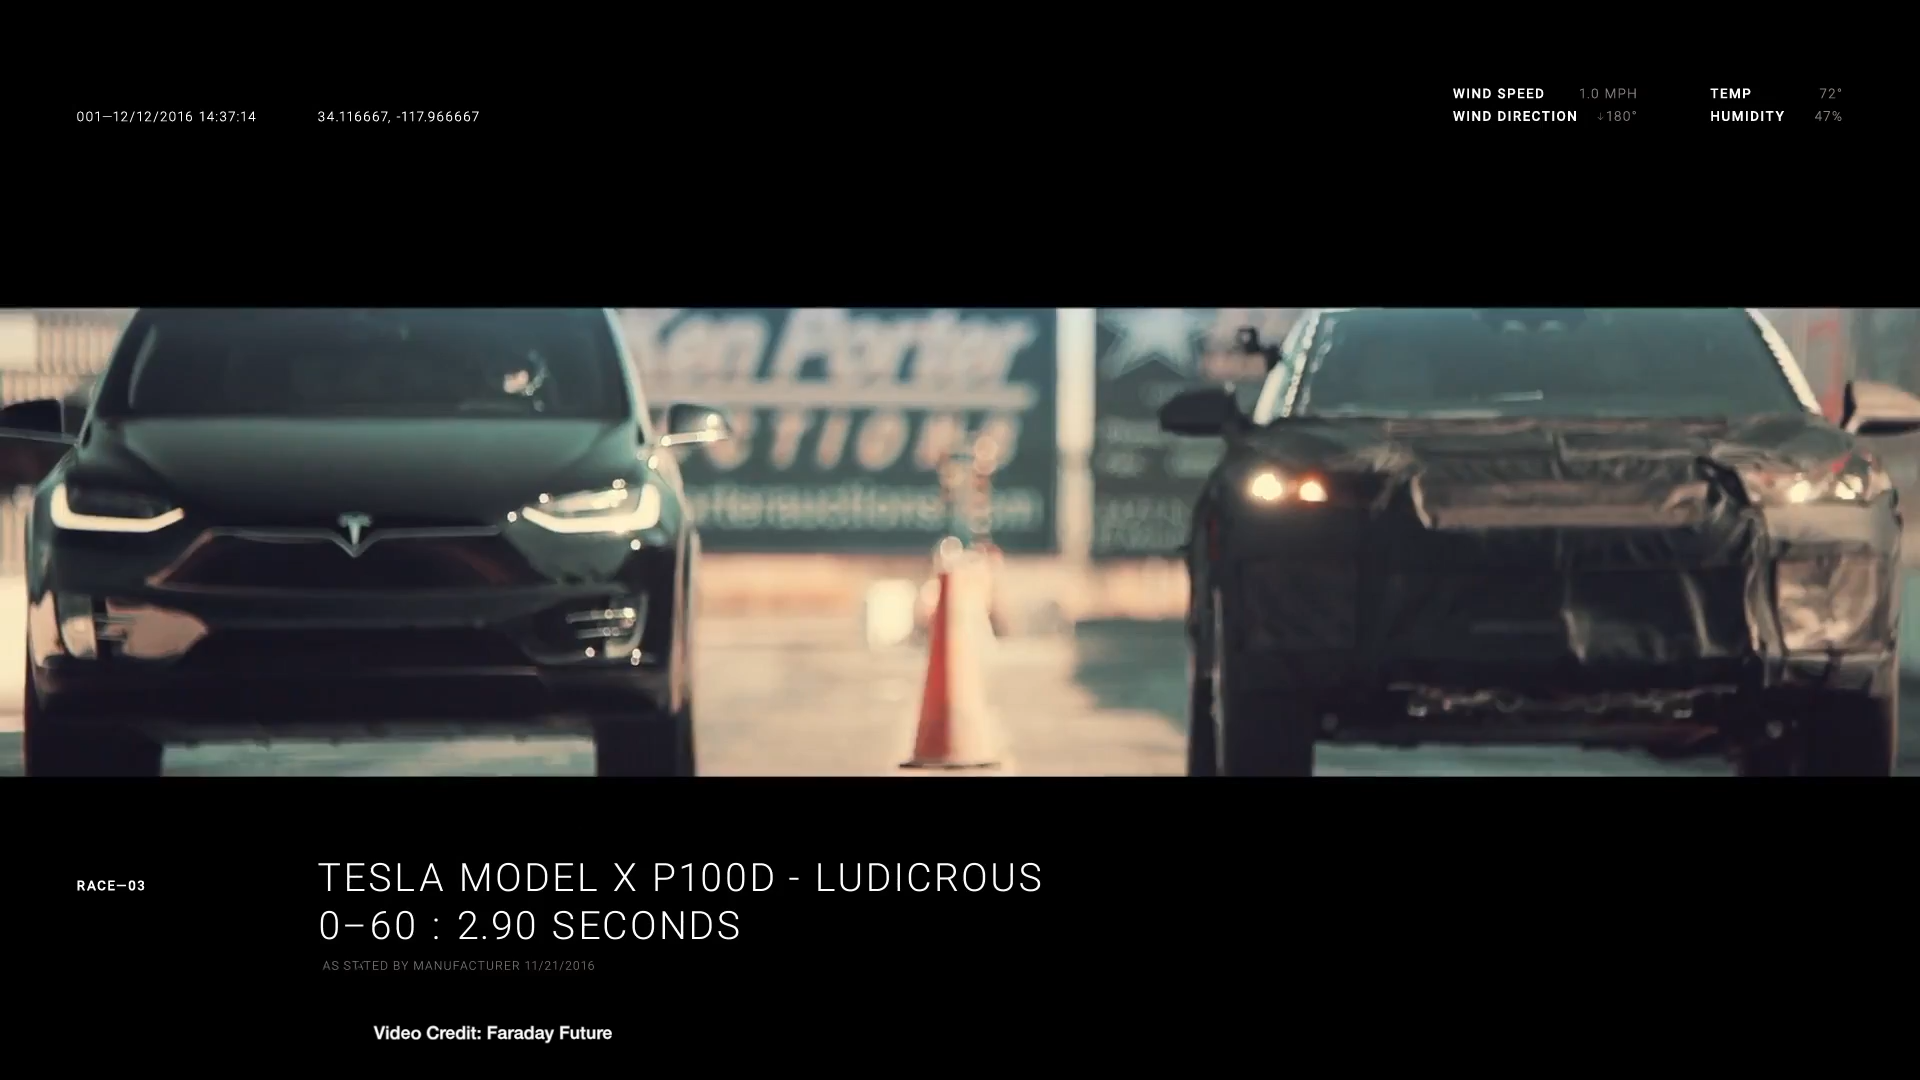 001—12/12/2016 14:37:14
34.116667, -117.966667
WIND SPEED 1.0 MPH
WIND DIRECTION ↓180°
TEMP 72°
HUMIDITY 47%
Ken Porter
RACE—03
TESLA MODEL X P100D - LUDICROUS
0–60 : 2.90 SECONDS
AS STATED BY MANUFACTURER 11/21/2016
Video Credit: Faraday Future